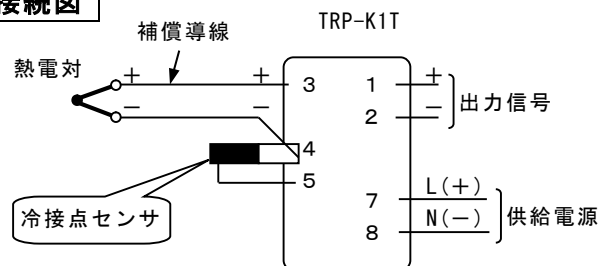 接続図
TRP-K1T
補償導線
熱電対
+ + 3 1 +
出力信号
− − 2 −
4
5
L(+)
7
供給電源
N(−)
8
冷接点センサ